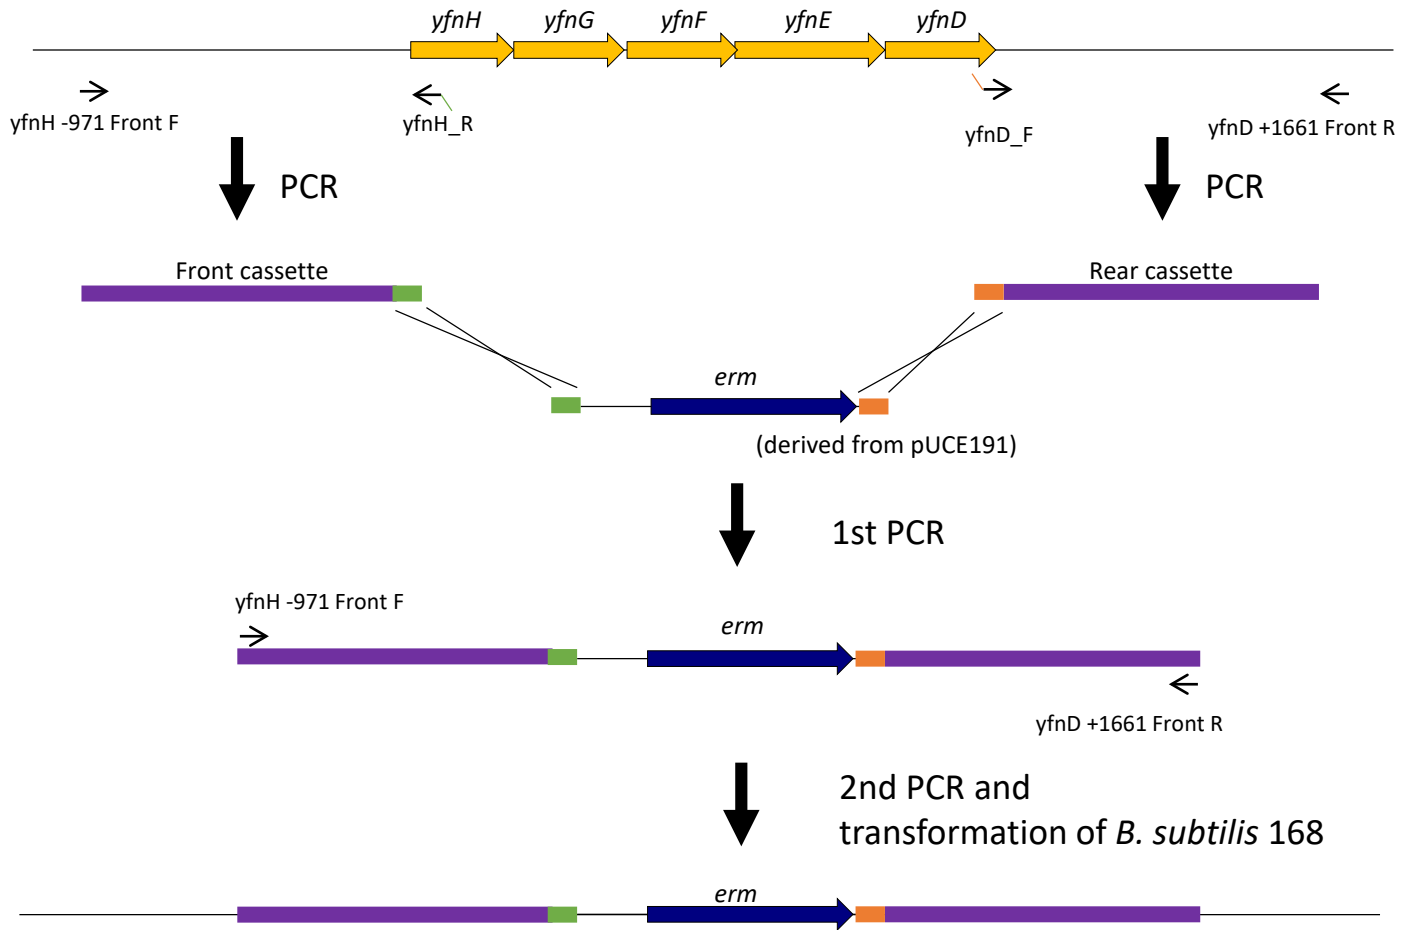 yfnH
yfnG
yfnF
yfnE
yfnD
yfnH -971 Front F
yfnH_R
yfnD_F
yfnD +1661 Front R
PCR
PCR
Front cassette
Rear cassette
erm
(derived from pUCE191)
1st PCR
yfnH -971 Front F
erm
yfnD +1661 Front R
2nd PCR and
transformation of B. subtilis 168
erm